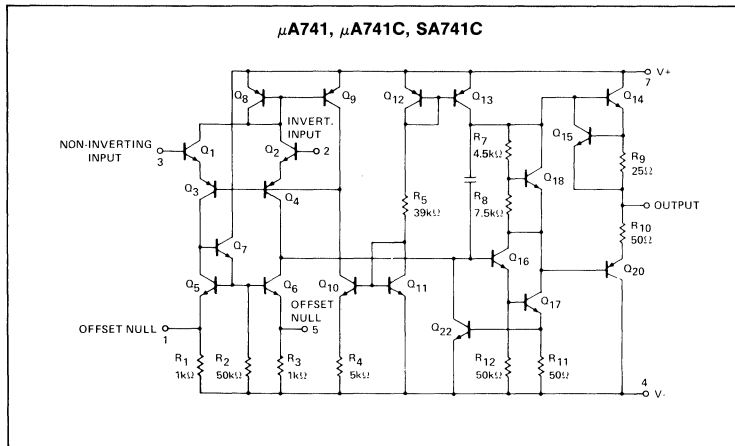 μA741, μA741C, SA741C
V+
7
Q8
Q9
Q12
Q13
Q14
INVERT.
INPUT
NON-INVERTING
INPUT
3
Q1
Q2
2
R7
4.5kΩ
Q15
Q18
R9
25Ω
Q3
Q4
R5
39kΩ
R8
7.5kΩ
OUTPUT
R10
50Ω
Q7
Q16
Q20
Q5
Q6
Q10
Q11
Q17
OFFSET
NULL
5
Q22
OFFSET NULL
1
R1
1kΩ
R2
50kΩ
R3
1kΩ
R4
5kΩ
R12
50kΩ
R11
50Ω
4
V-